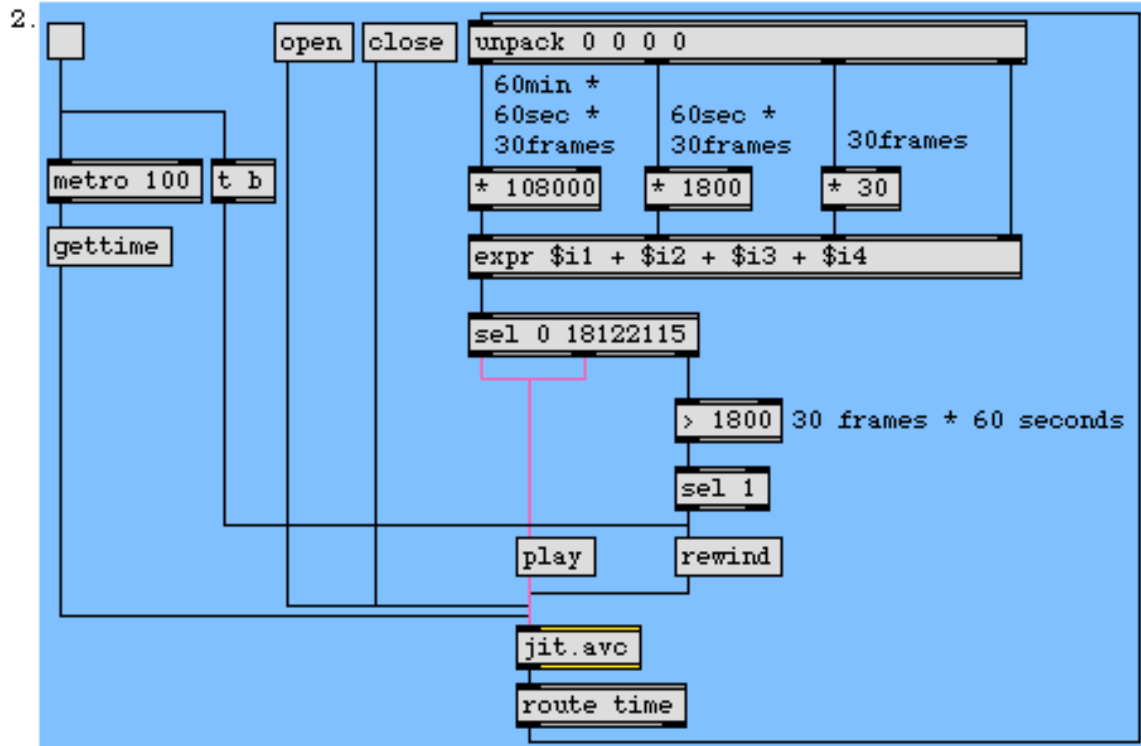 2.
open
close
unpack 0 0 0 0
60min *
60sec *
30frames
60sec *
30frames
30frames
metro 100
t b
* 108000
* 1800
* 30
gettime
expr $i1 + $i2 + $i3 + $i4
sel 0 18122115
> 1800
30 frames * 60 seconds
sel 1
play
rewind
jit.avc
route time